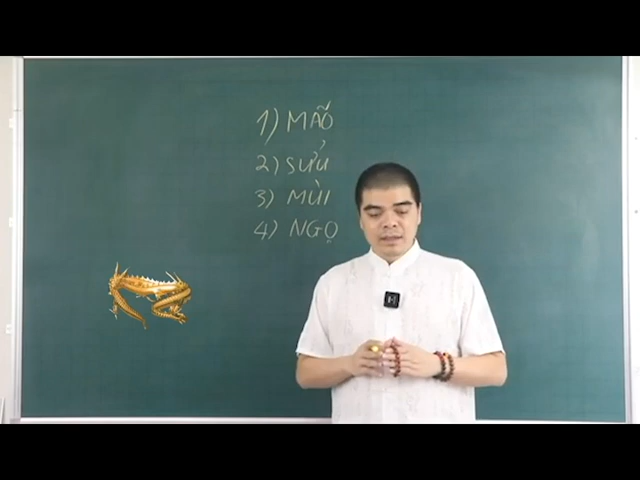 1) MÃO
2) SỬU
3) MÙI
4) NGỌ